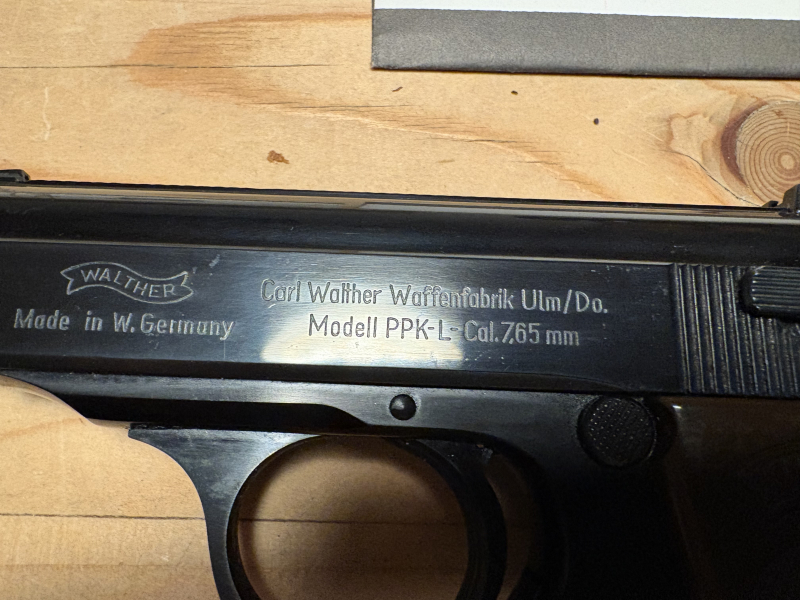 WALTHER
Made in W. Germany
Carl Walther Waffenfabrik Ulm/Do.
Modell PPK-L- Cal. 7,65 mm